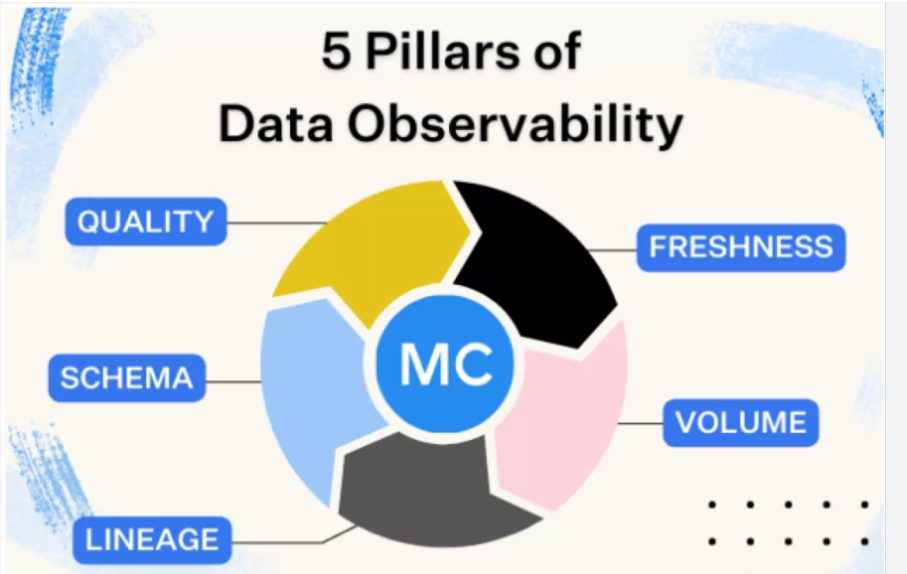 5 Pillars of
Data Observability
QUALITY
FRESHNESS
MC
SCHEMA
VOLUME
LINEAGE